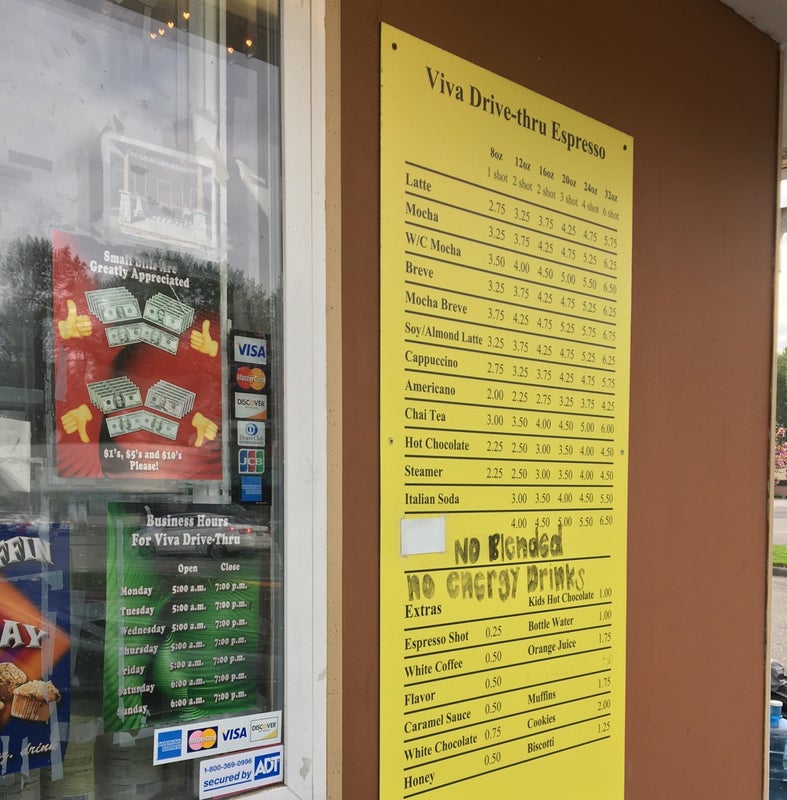 Small Bills Are
Greatly Appreciated
$1's, $5's and $10's
Please!
VISA
MasterCard
DISCOVER
Diners Club
JCB
Business Hours
For Viva Drive-Thru
Open Close
Monday 5:00 a.m. 7:00 p.m.
Tuesday 5:00 a.m. 7:00 p.m.
Wednesday 5:00 a.m. 7:00 p.m.
Thursday 5:00 a.m. 7:00 p.m.
Friday 5:00 a.m. 7:00 p.m.
Saturday 6:00 a.m. 7:00 p.m.
Sunday 6:00 a.m. 7:00 p.m.
AMERICAN EXPRESS MasterCard VISA DISCOVER
1-800-369-0996
secured by ADT
FFIN
AY
drink
Viva Drive-thru Espresso
8oz 12oz 16oz 20oz 24oz 32oz
1 shot 2 shot 2 shot 3 shot 4 shot 6 shot
Latte 2.75 3.25 3.75 4.25 4.75 5.75
Mocha 3.25 3.75 4.25 4.75 5.25 6.25
W/C Mocha 3.50 4.00 4.50 5.00 5.50 6.50
Breve 3.25 3.75 4.25 4.75 5.25 6.25
Mocha Breve 3.75 4.25 4.75 5.25 5.75 6.75
Soy/Almond Latte 3.25 3.75 4.25 4.75 5.25 6.25
Cappuccino 2.75 3.25 3.75 4.25 4.75 5.75
Americano 2.00 2.25 2.75 3.25 3.75 4.25
Chai Tea 3.00 3.50 4.00 4.50 5.00 6.00
Hot Chocolate 2.25 2.50 3.00 3.50 4.00 4.50
Steamer 2.25 2.50 3.00 3.50 4.00 4.50
Italian Soda 3.00 3.50 4.00 4.50 5.50
4.00 4.50 5.00 5.50 6.50
No Blended
no energy Drinks
Extras Kids Hot Chocolate 1.00
Espresso Shot 0.25 Bottle Water 1.00
White Coffee 0.50 Orange Juice 1.75
Flavor 0.50
Caramel Sauce 0.50 Muffins 1.75
White Chocolate 0.75 Cookies 2.00
Honey 0.50 Biscotti 1.25